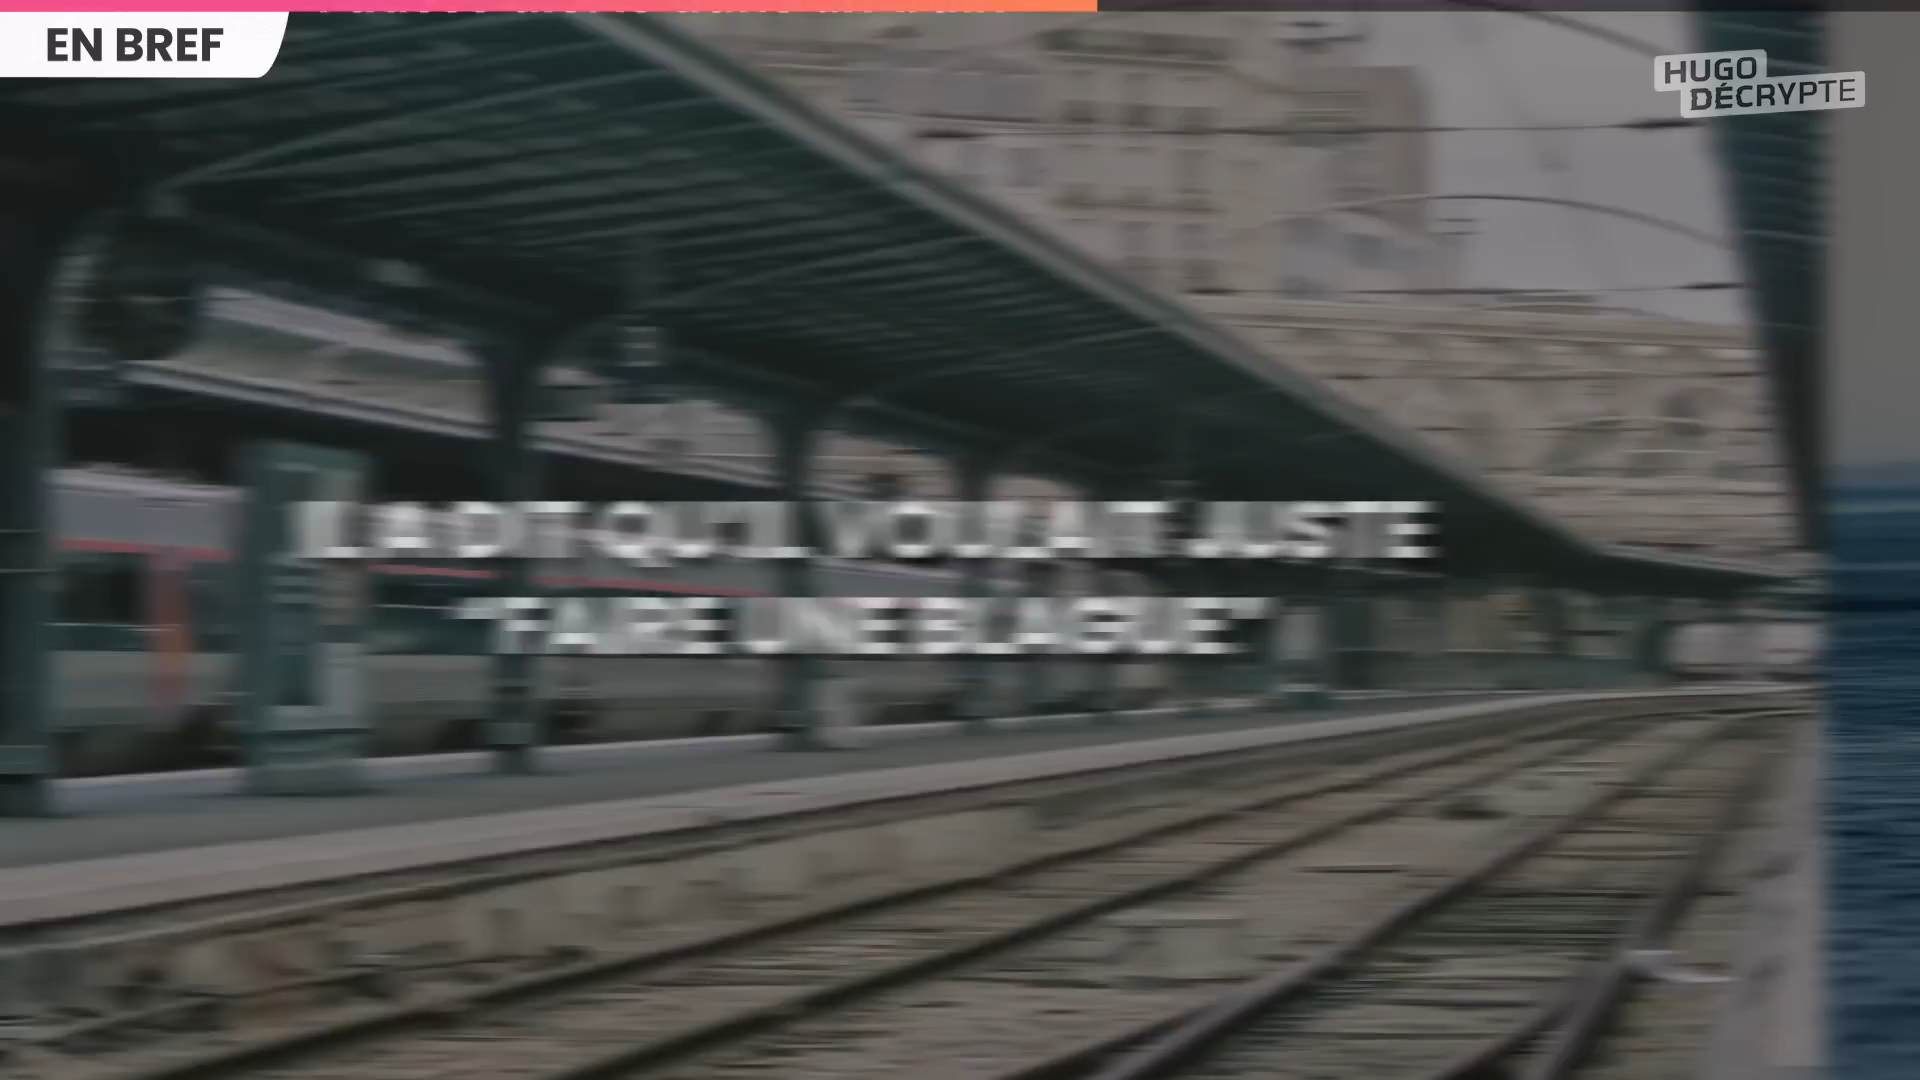 EN BREF
HUGO
DÉCRYPTE
IL A DIT QU'IL VOULAIT JUSTE
"FAIRE UNE BLAGUE"